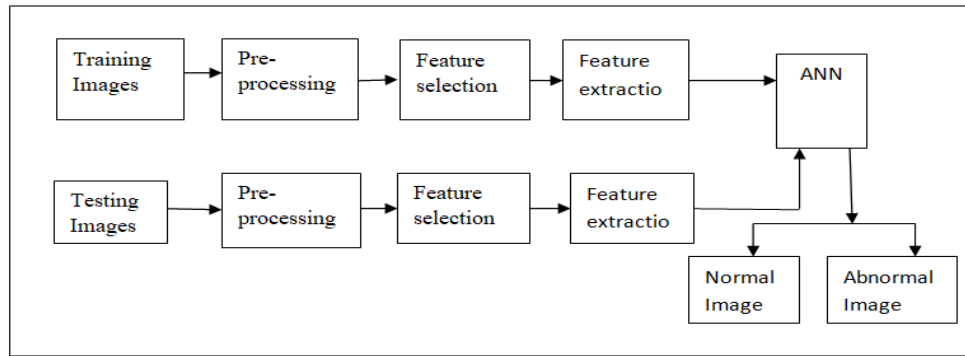 Training
Images
Pre-
processing
Feature
selection
Feature
extractio
ANN
Testing
Images
Pre-
processing
Feature
selection
Feature
extractio
Normal
Image
Abnormal
Image